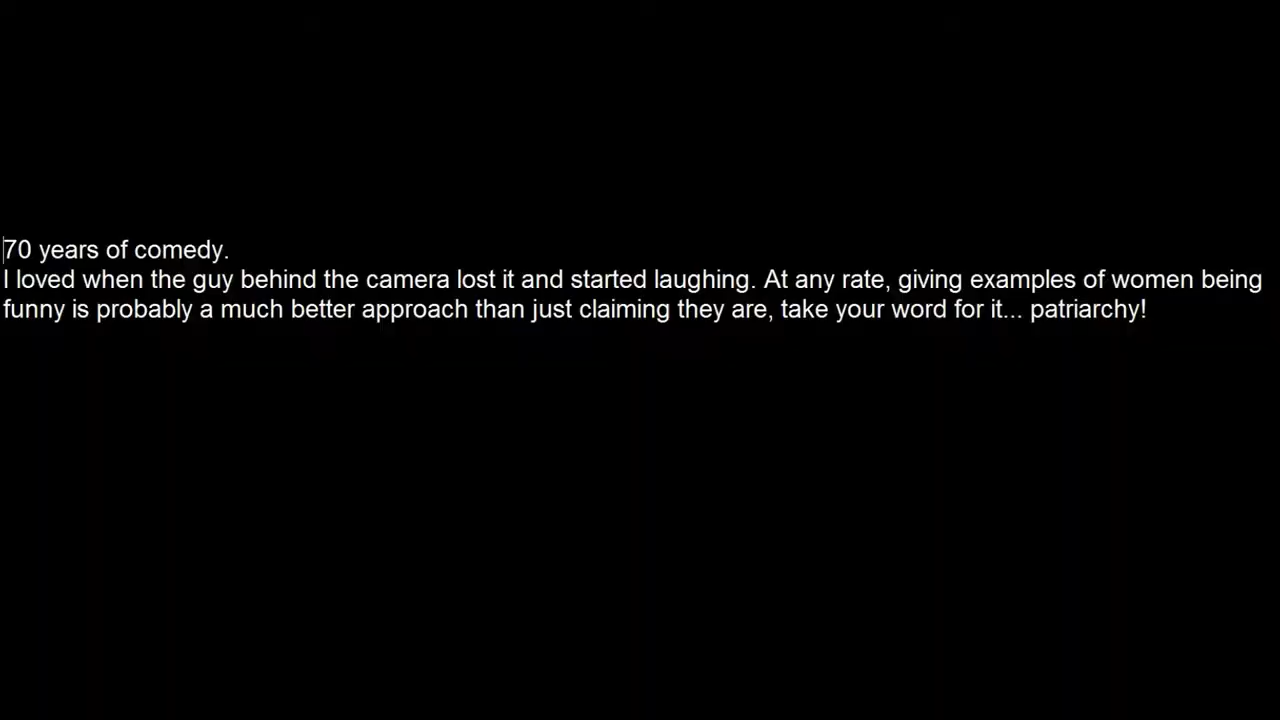 70 years of comedy.
I loved when the guy behind the camera lost it and started laughing. At any rate, giving examples of women being
funny is probably a much better approach than just claiming they are, take your word for it... patriarchy!